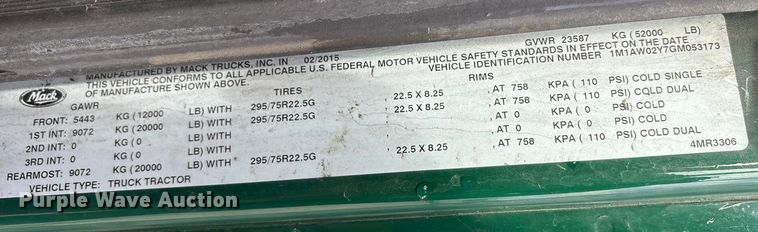 MANUFACTURED BY MACK TRUCKS, INC. IN 02/2015 GVWR 23587 KG (52000 LB)
THIS VEHICLE CONFORMS TO ALL APPLICABLE U.S. FEDERAL MOTOR VEHICLE SAFETY STANDARDS IN EFFECT ON THE DATE
OF MANUFACTURE SHOWN ABOVE. VEHICLE IDENTIFICATION NUMBER 1M1AW02Y7GM053173
Mack
GAWR TIRES RIMS
FRONT: 5443 KG (12000 LB) WITH 295/75R22.5G , 22.5 X 8.25 , AT 758 KPA (110 PSI) COLD SINGLE
1ST INT: 9072 KG (20000 LB) WITH 295/75R22.5G , 22.5 X 8.25 , AT 758 KPA (110 PSI) COLD DUAL
2ND INT: 0 KG (0 LB) WITH , , AT 0 KPA (0 PSI) COLD
3RD INT: 0 KG (0 LB) WITH , , AT 0 KPA (0 PSI) COLD
REARMOST: 9072 KG (20000 LB) WITH 295/75R22.5G , 22.5 X 8.25 , AT 758 KPA (110 PSI) COLD DUAL
VEHICLE TYPE: TRUCK TRACTOR 4MR3306
Purple Wave Auction